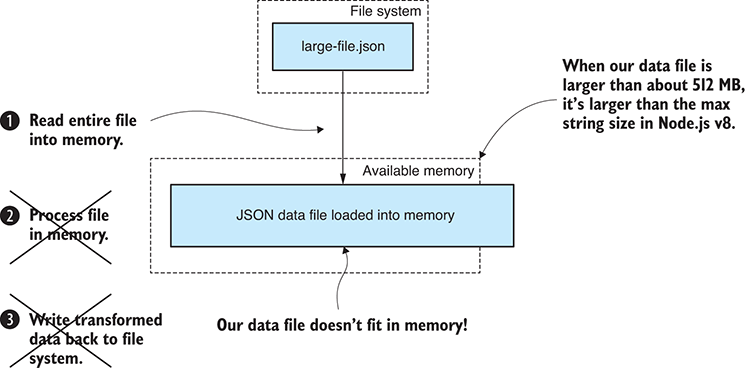 File system
large-file.json
When our data file is
larger than about 512 MB,
it's larger than the max
string size in Node.js v8.
1 Read entire file
into memory.
Available memory
JSON data file loaded into memory
2 Process file
in memory.
3 Write transformed
data back to file
system.
Our data file doesn't fit in memory!